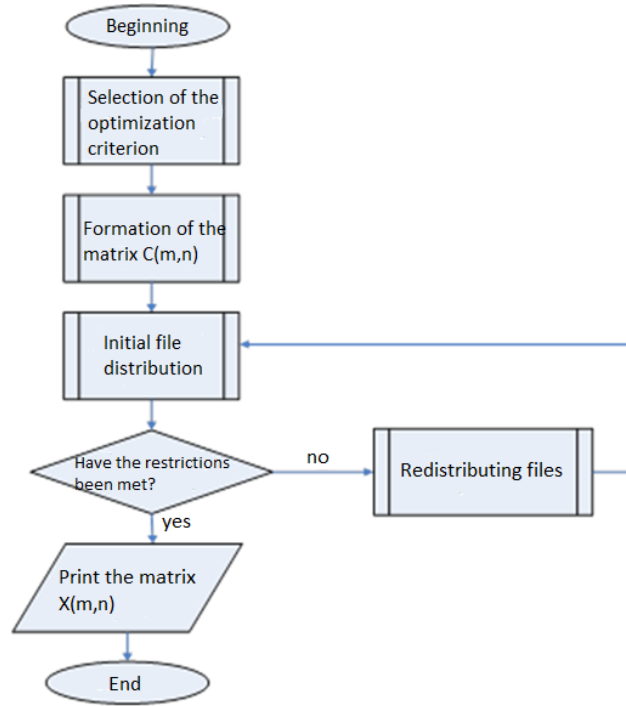 Beginning
Selection of the
optimization
criterion
Formation of the
matrix C(m,n)
Initial file
distribution
Have the restrictions
been met?
no
Redistributing files
yes
Print the matrix
X(m,n)
End